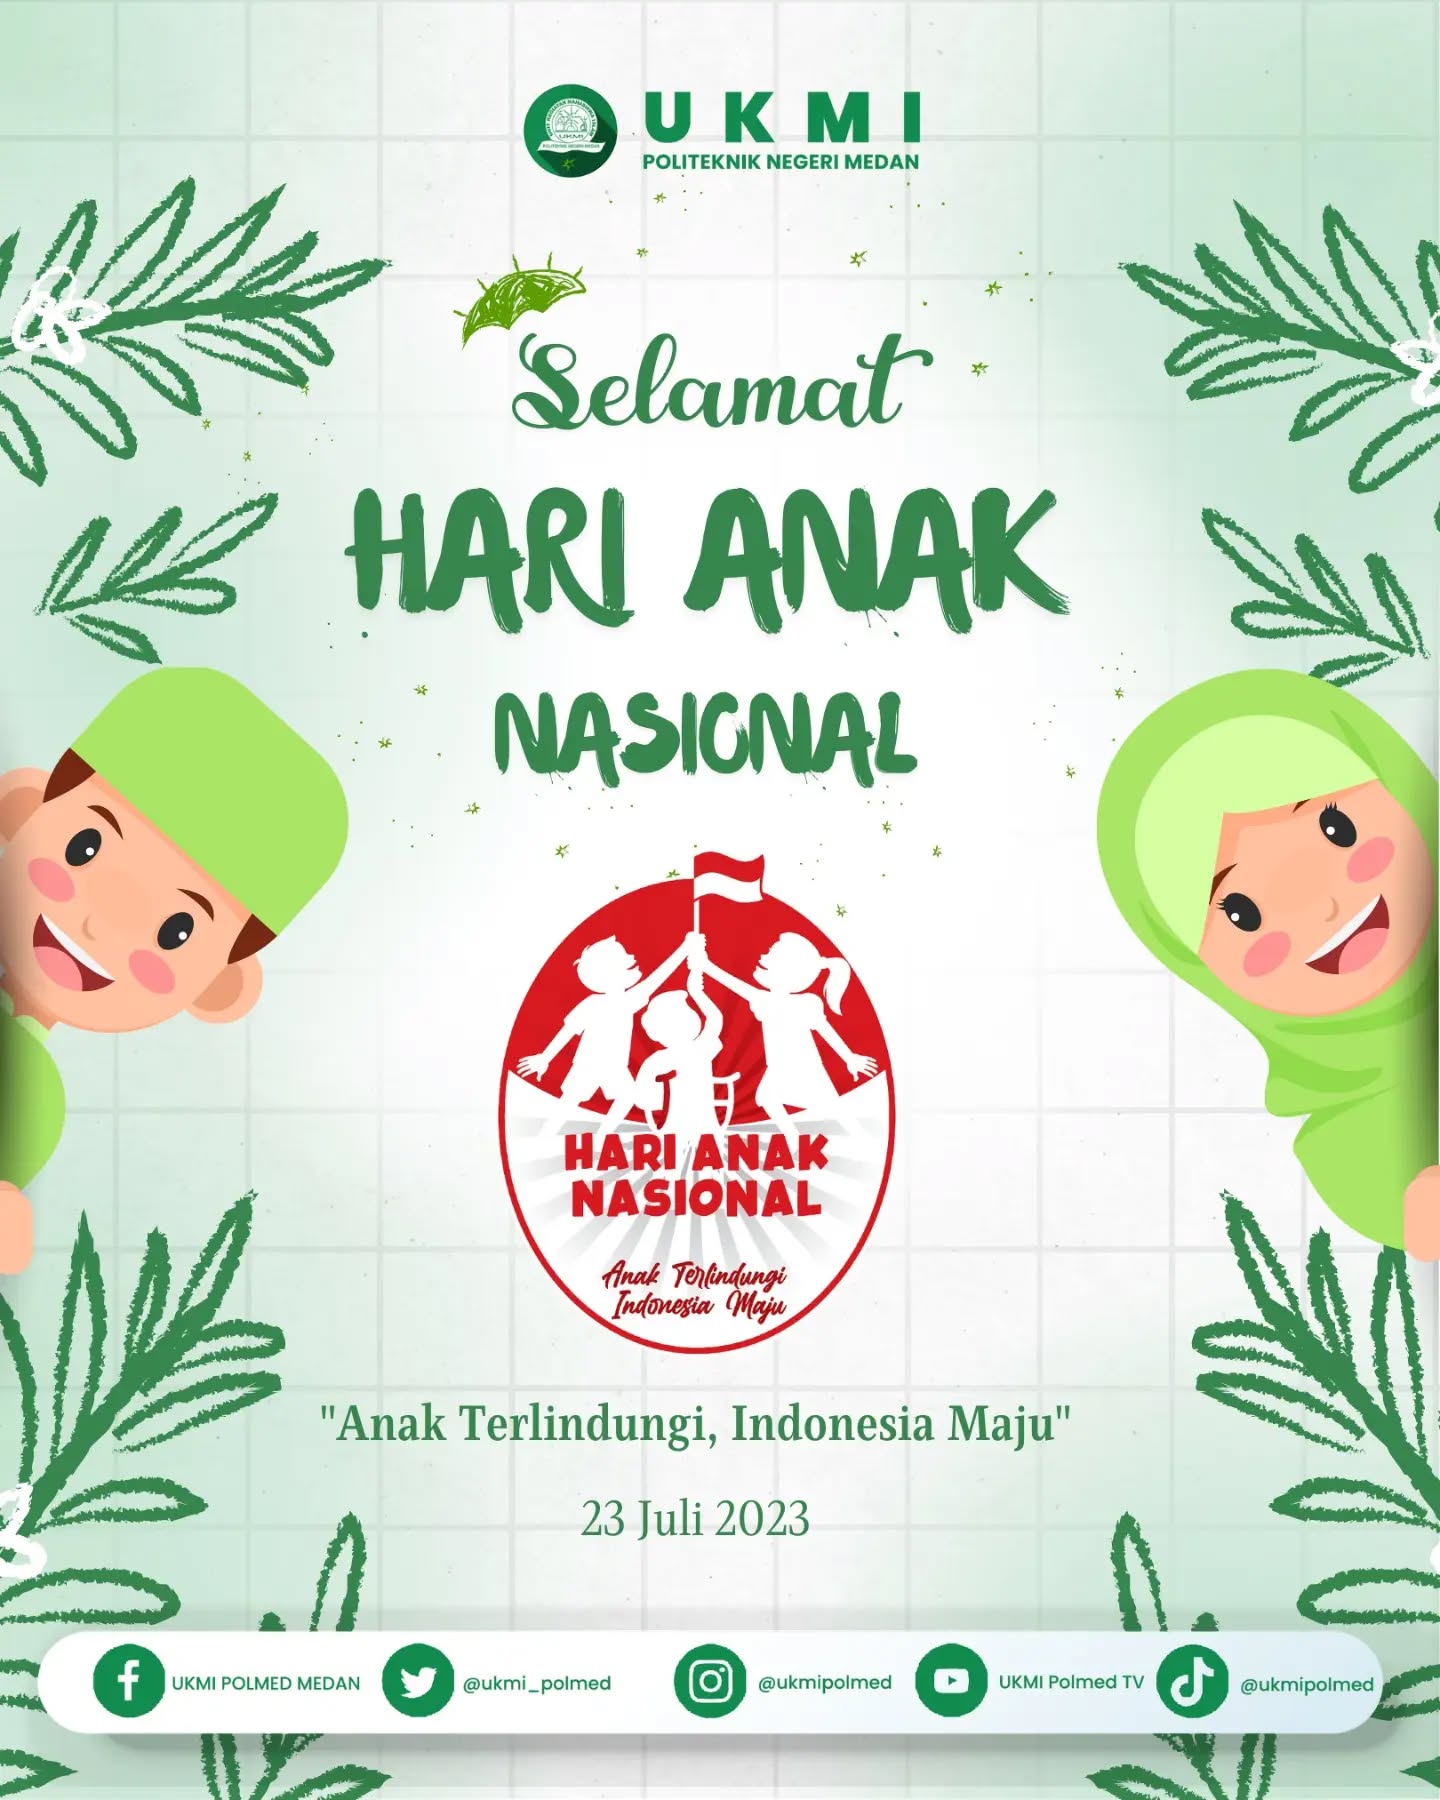 UKMI
POLITEKNIK NEGERI MEDAN
UKMI
Selamat
HARI ANAK
NASIONAL
HARI ANAK
NASIONAL
Anak Terlindungi
Indonesia Maju
"Anak Terlindungi, Indonesia Maju"
23 Juli 2023
UKMI POLMED MEDAN
@ukmi_polmed
@ukmipolmed
UKMI Polmed TV
@ukmipolmed